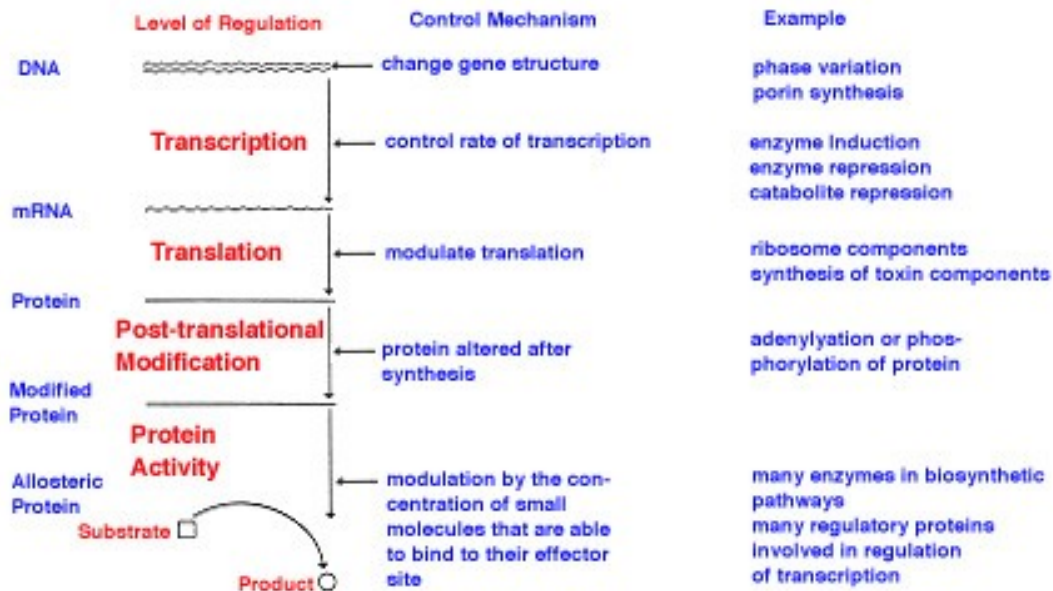 Level of Regulation
Control Mechanism
Example
DNA
change gene structure
phase variation
porin synthesis
Transcription
control rate of transcription
enzyme Induction
enzyme repression
catabolite repression
mRNA
Translation
modulate translation
ribosome components
synthesis of toxin components
Protein
Post-translational
Modification
protein altered after
synthesis
adenylyation or phos-
phorylation of protein
Modified
Protein
Protein
Activity
Allosteric
Protein
modulation by the con-
centration of small
molecules that are able
to bind to their effector
site
many enzymes in biosynthetic
pathways
many regulatory proteins
involved in regulation
of transcription
Substrate
Product